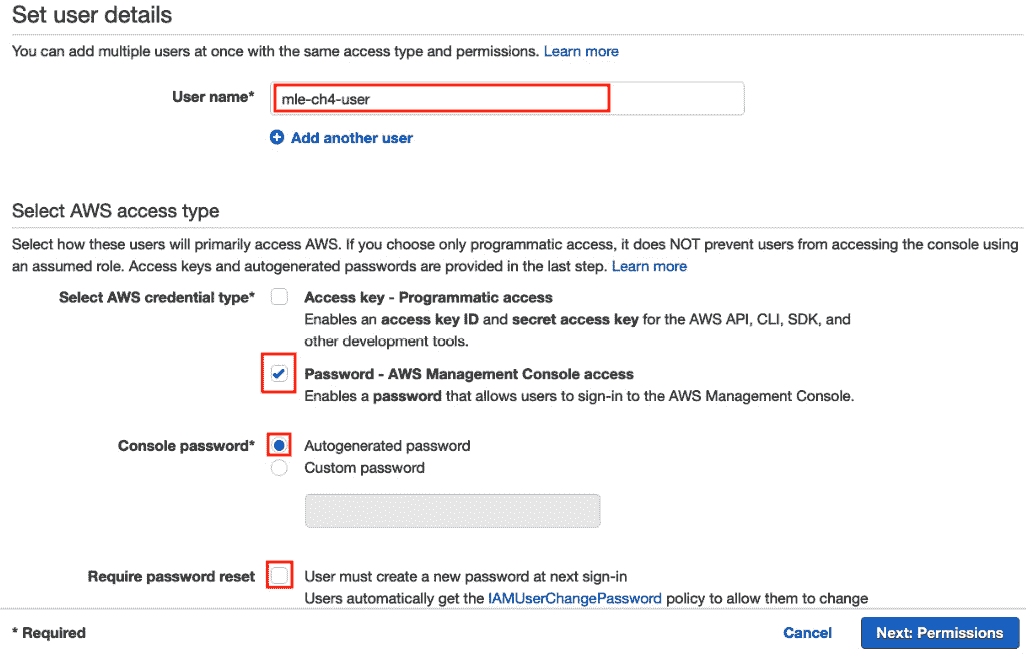 Set user details
You can add multiple users at once with the same access type and permissions. Learn more
User name*
mle-ch4-user
Add another user
Select AWS access type
Select how these users will primarily access AWS. If you choose only programmatic access, it does NOT prevent users from accessing the console using
an assumed role. Access keys and autogenerated passwords are provided in the last step. Learn more
Select AWS credential type*
Access key - Programmatic access
Enables an access key ID and secret access key for the AWS API, CLI, SDK, and
other development tools.
Password - AWS Management Console access
Enables a password that allows users to sign-in to the AWS Management Console.
Console password*
Autogenerated password
Custom password
Require password reset
User must create a new password at next sign-in
Users automatically get the IAMUserChangePassword policy to allow them to change
* Required
Cancel
Next: Permissions